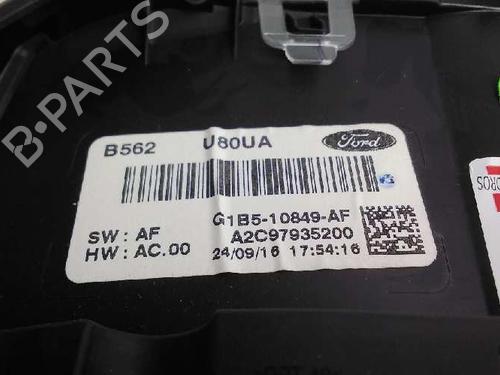 B562 U80UA Ford
G1B5-10849-AF
SW: AF A2C97935200
HW: AC.00 24/09/16 17:54:16
DROS
B-PARTS